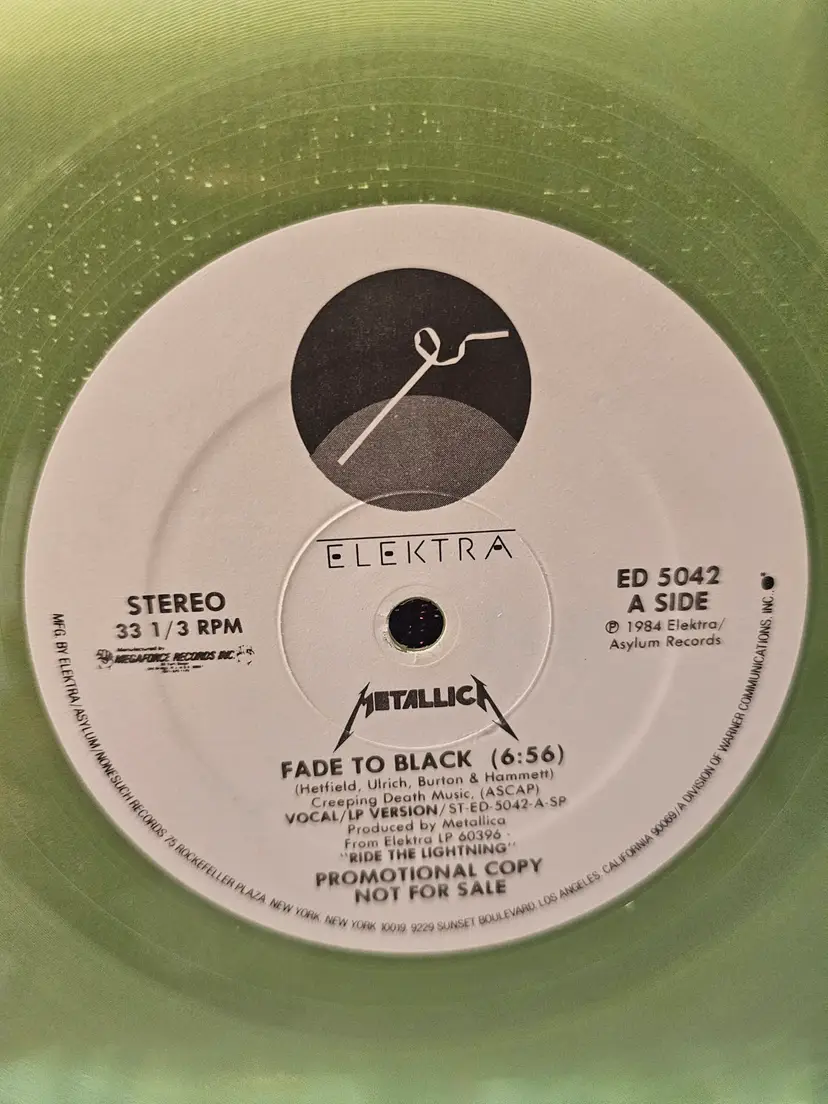 ELEKTRA
STEREO
33 1/3 RPM
Manufactured by
MEGAFORCE RECORDS INC.
ED 5042
A SIDE
℗ 1984 Elektra/
Asylum Records
METALLICA
FADE TO BLACK (6:56)
(Hetfield, Ulrich, Burton & Hammett)
Creeping Death Music, (ASCAP)
VOCAL/LP VERSION/ST-ED-5042-A-SP
Produced by Metallica
From Elektra LP 60396
"RIDE THE LIGHTNING"
PROMOTIONAL COPY
NOT FOR SALE
MFG. BY ELEKTRA/ASYLUM/NONESUCH RECORDS 75 ROCKEFELLER PLAZA, NEW YORK, NEW YORK 10019, 9229 SUNSET BOULEVARD, LOS ANGELES, CALIFORNIA 90069/A DIVISION OF WARNER COMMUNICATIONS, INC.